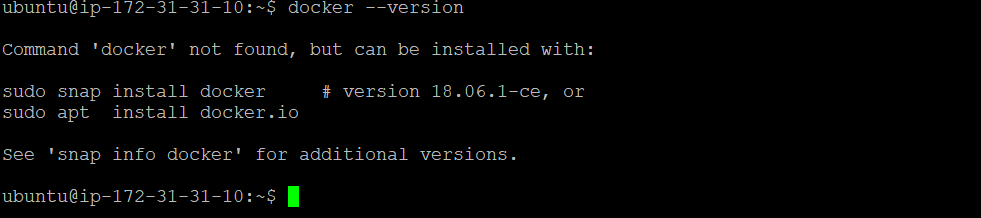 ubuntu@ip-172-31-31-10:~$ docker --version
Command 'docker' not found, but can be installed with:
sudo snap install docker     # version 18.06.1-ce, or
sudo apt  install docker.io
See 'snap info docker' for additional versions.
ubuntu@ip-172-31-31-10:~$